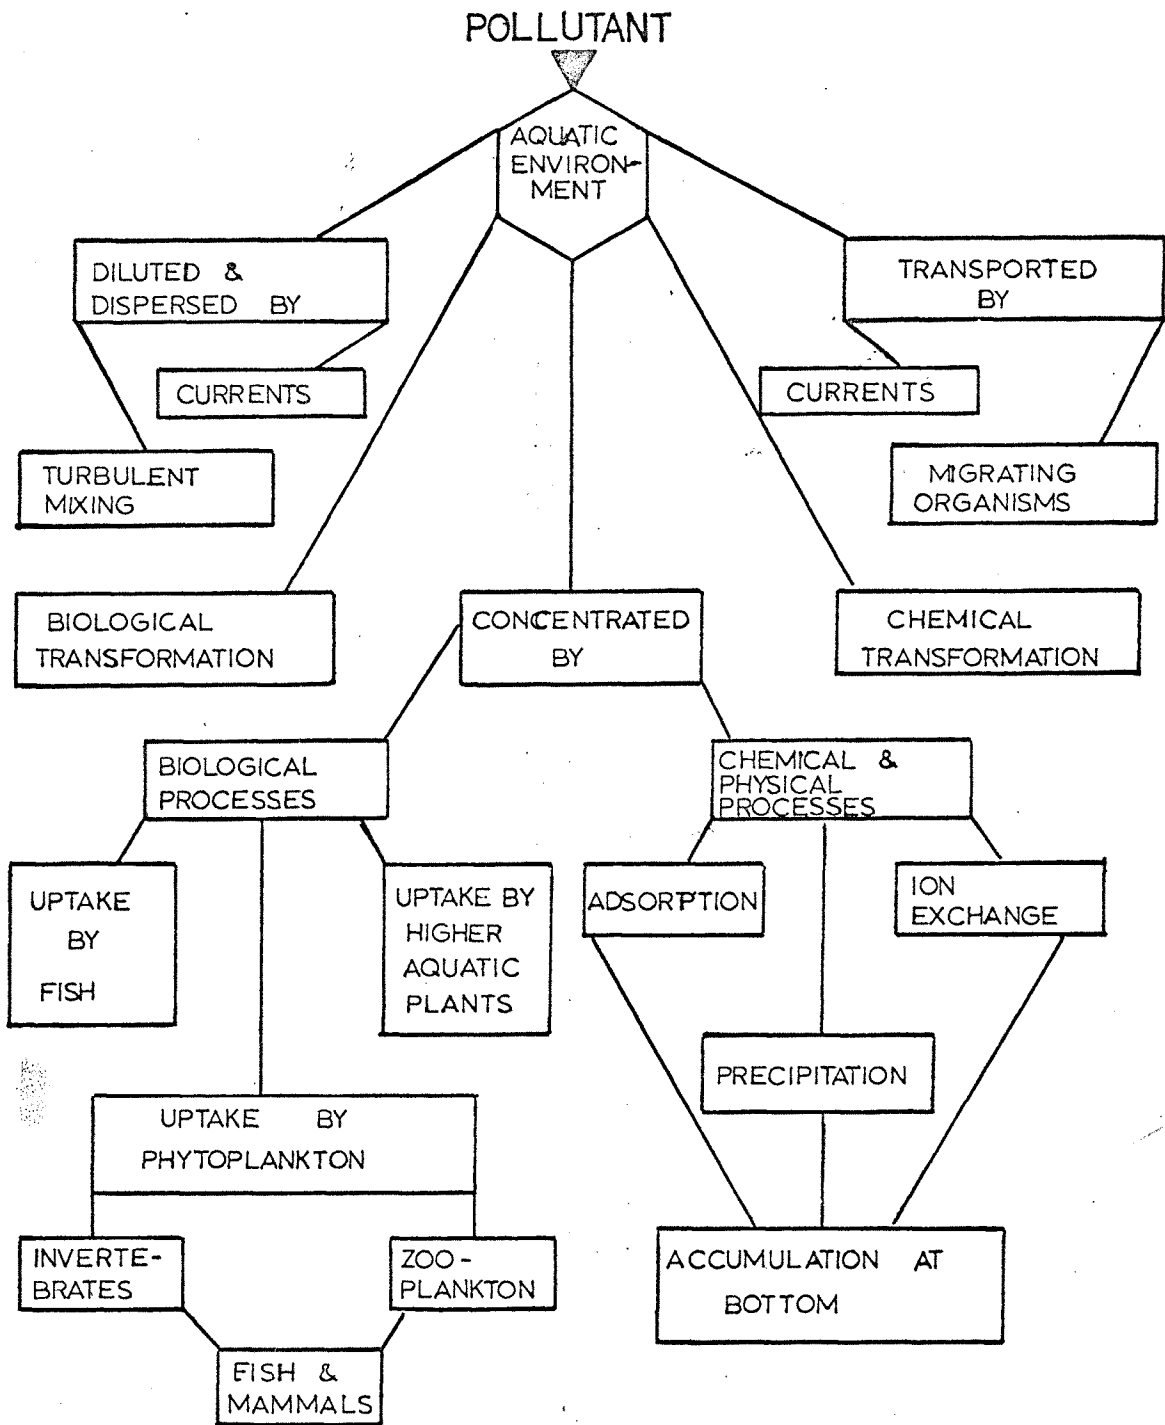 POLLUTANT
AQUATIC
ENVIRON-
MENT
DILUTED &
DISPERSED BY
TRANSPORTED
BY
CURRENTS
CURRENTS
TURBULENT
MIXING
MIGRATING
ORGANISMS
BIOLOGICAL
TRANSFORMATION
CONCENTRATED
BY
CHEMICAL
TRANSFORMATION
BIOLOGICAL
PROCESSES
CHEMICAL &
PHYSICAL
PROCESSES
UPTAKE
BY
FISH
UPTAKE BY
HIGHER
AQUATIC
PLANTS
ADSORPTION
ION
EXCHANGE
PRECIPITATION
UPTAKE BY
PHYTOPLANKTON
INVERTE-
BRATES
ZOO-
PLANKTON
ACCUMULATION AT
BOTTOM
FISH &
MAMMALS